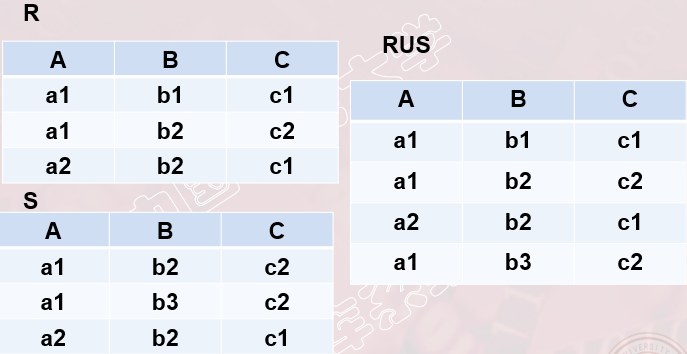 R
A B C
a1 b1 c1
a1 b2 c2
a2 b2 c1
S
A B C
a1 b2 c2
a1 b3 c2
a2 b2 c1
RUS
A B C
a1 b1 c1
a1 b2 c2
a2 b2 c1
a1 b3 c2